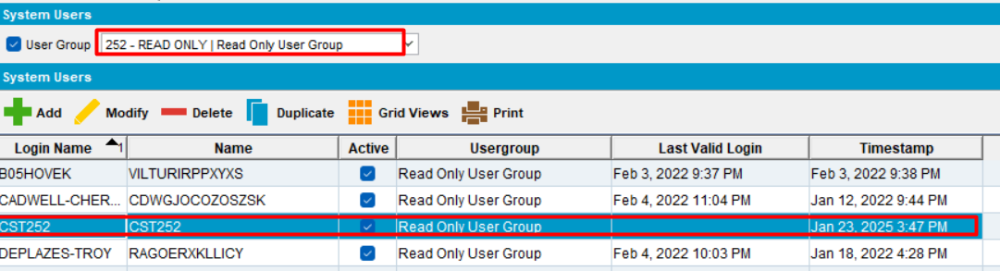 System Users
User Group 252 - READ ONLY | Read Only User Group
System Users
Add Modify Delete Duplicate Grid Views Print
Login Name 1 Name Active Usergroup Last Valid Login Timestamp
B05HOVEK VILTURIRPPXYXS Read Only User Group Feb 3, 2022 9:37 PM Feb 3, 2022 9:38 PM
CADWELL-CHER... CDWGJOCOZOSZSK Read Only User Group Feb 4, 2022 11:04 PM Jan 12, 2022 9:44 PM
CST252 CST252 Read Only User Group Jan 23, 2025 3:47 PM
DEPLAZES-TROY RAGOERXKLLICY Read Only User Group Feb 4, 2022 10:03 PM Jan 18, 2022 4:28 PM